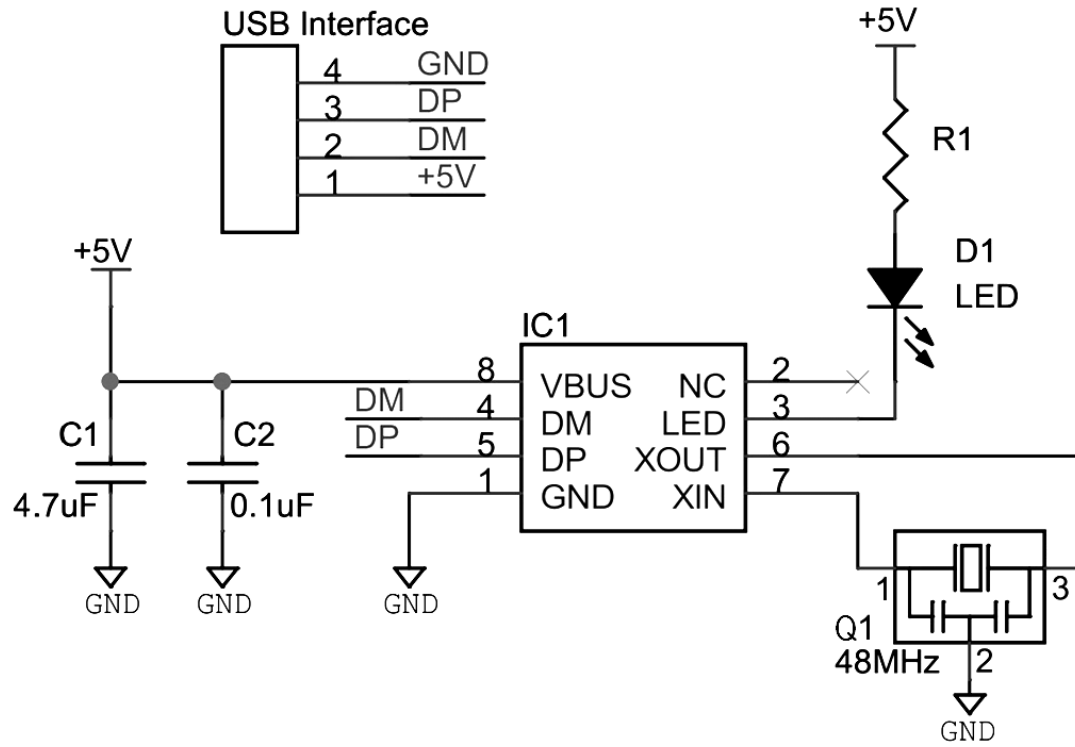 USB Interface
4 GND
3 DP
2 DM
1 +5V
+5V
R1
D1
LED
+5V
C1
4.7uF
C2
0.1uF
GND
GND
IC1
8 VBUS NC 2
DM 4 DM LED 3
DP 5 DP XOUT 6
1 GND XIN 7
GND
1
3
Q1
48MHz
2
GND